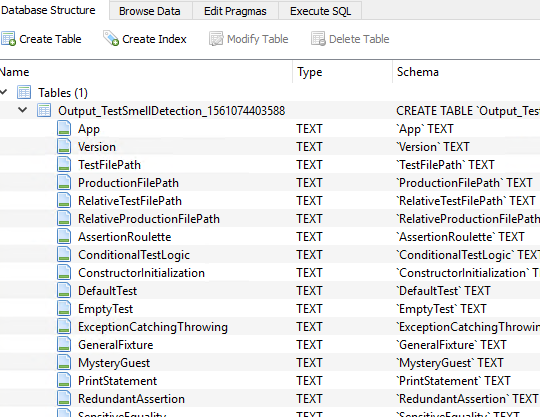 Database Structure Browse Data Edit Pragmas Execute SQL
Create Table Create Index Modify Table Delete Table
Name Type Schema
Tables (1)
Output_TestSmellDetection_1561074403588 CREATE TABLE `Output_Tes
App TEXT `App` TEXT
Version TEXT `Version` TEXT
TestFilePath TEXT `TestFilePath` TEXT
ProductionFilePath TEXT `ProductionFilePath` TEXT
RelativeTestFilePath TEXT `RelativeTestFilePath` TEXT
RelativeProductionFilePath TEXT `RelativeProductionFilePath
AssertionRoulette TEXT `AssertionRoulette` TEXT
ConditionalTestLogic TEXT `ConditionalTestLogic` TEXT
ConstructorInitialization TEXT `ConstructorInitialization` TEXT
DefaultTest TEXT `DefaultTest` TEXT
EmptyTest TEXT `EmptyTest` TEXT
ExceptionCatchingThrowing TEXT `ExceptionCatchingThrowing
GeneralFixture TEXT `GeneralFixture` TEXT
MysteryGuest TEXT `MysteryGuest` TEXT
PrintStatement TEXT `PrintStatement` TEXT
RedundantAssertion TEXT `RedundantAssertion` TEXT
SensitiveEquality TEXT `SensitiveEquality` TEXT